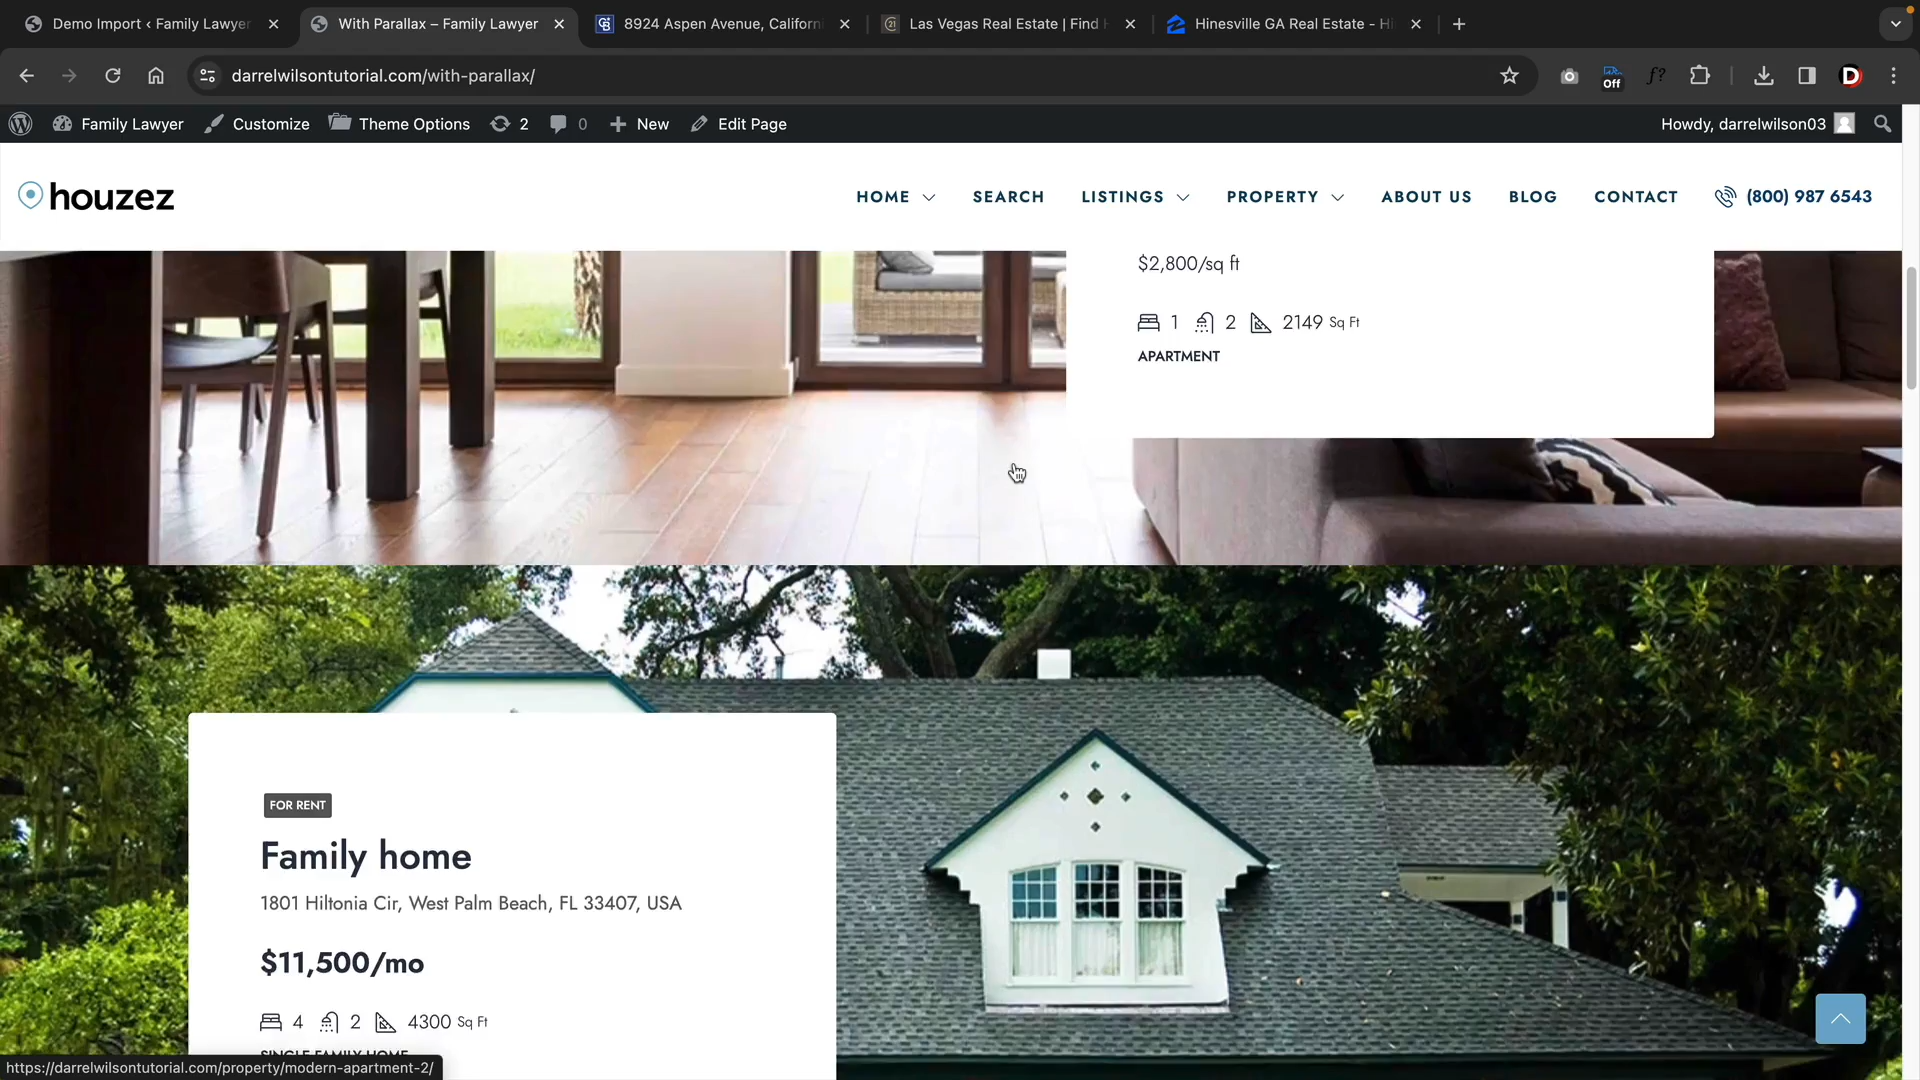 Demo Import ‹ Family Lawyer
With Parallax – Family Lawyer
8924 Aspen Avenue, Californ
Las Vegas Real Estate | Find H
Hinesville GA Real Estate - Hi
darrelwilsontutorial.com/with-parallax/
Off
f?
D
Family Lawyer
Customize
Theme Options
2
0
New
Edit Page
Howdy, darrelwilson03
houzez
HOME
SEARCH
LISTINGS
PROPERTY
ABOUT US
BLOG
CONTACT
(800) 987 6543
$2,800/sq ft
1 2 2149 Sq Ft
APARTMENT
FOR RENT
Family home
1801 Hiltonia Cir, West Palm Beach, FL 33407, USA
$11,500/mo
4 2 4300 Sq Ft
SINGLE FAMILY HOME
https://darrelwilsontutorial.com/property/modern-apartment-2/